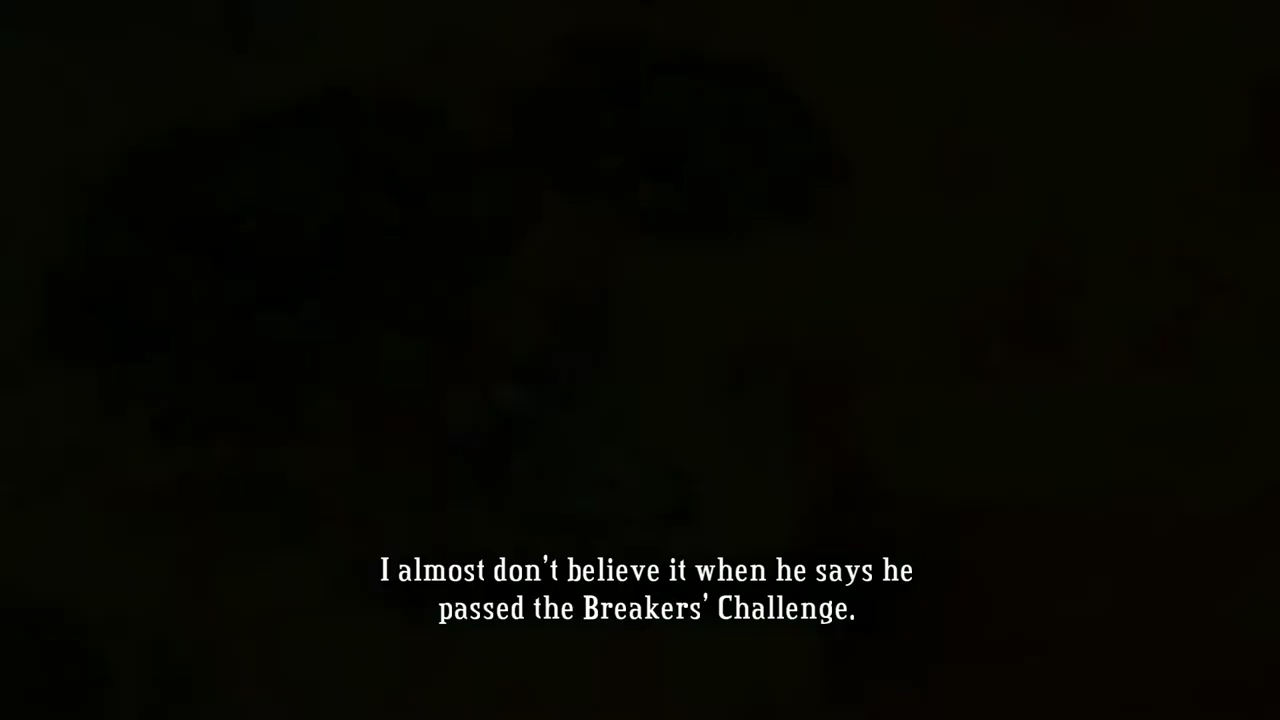 I almost don't believe it when he says he
passed the Breakers' Challenge.